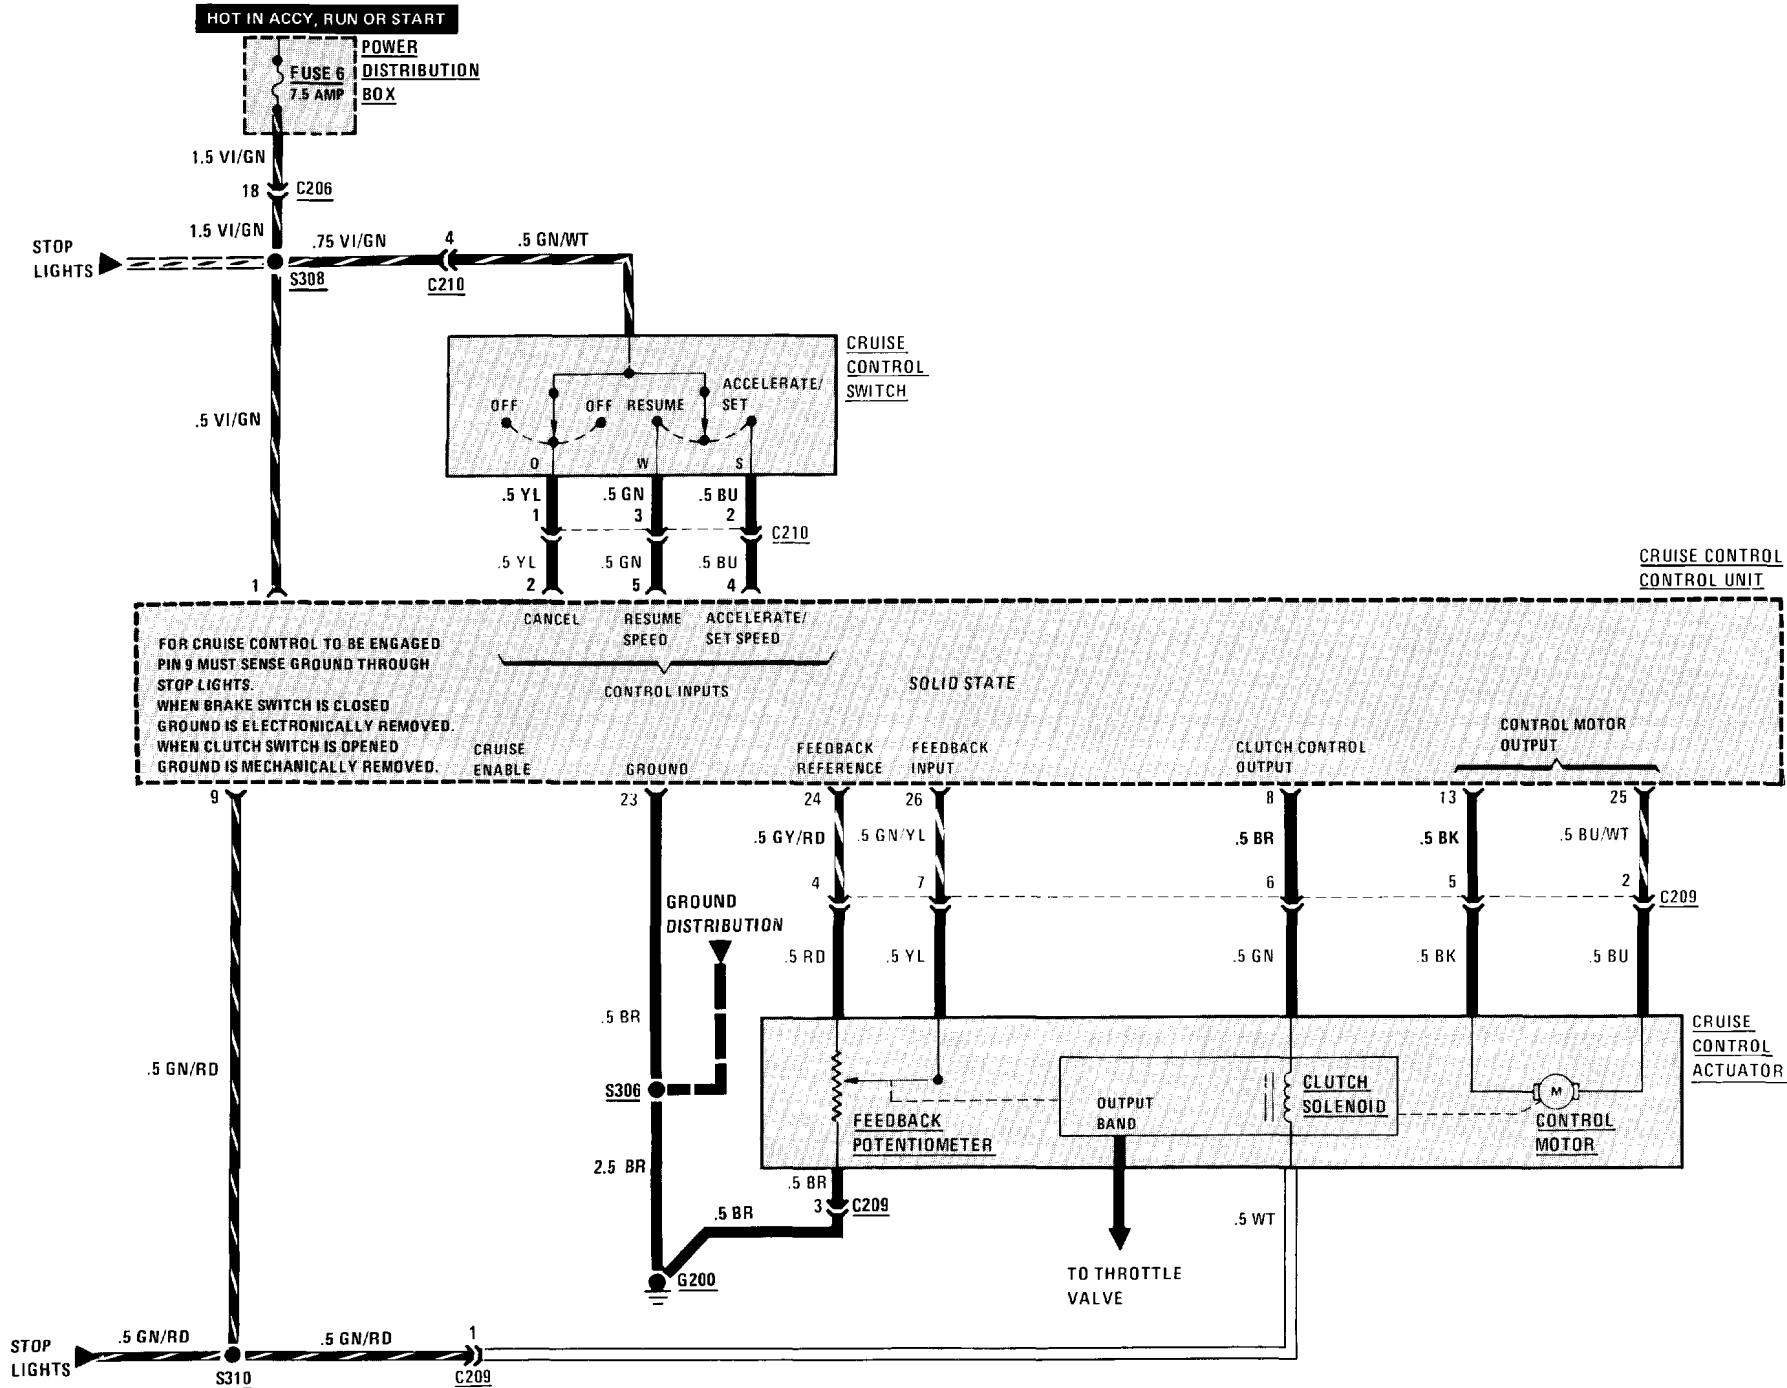 HOT IN ACCY, RUN OR START
POWER
DISTRIBUTION
BOX
FUSE 6
7.5 AMP
1.5 VI/GN
18
C206
1.5 VI/GN
STOP
LIGHTS
S308
.75 VI/GN
4
C210
.5 GN/WT
.5 VI/GN
CRUISE
CONTROL
SWITCH
OFF
OFF
RESUME
ACCELERATE/
SET
O
W
S
.5 YL
.5 GN
.5 BU
1
3
2
C210
.5 YL
.5 GN
.5 BU
1
2
5
4
CRUISE CONTROL
CONTROL UNIT
FOR CRUISE CONTROL TO BE ENGAGED
PIN 9 MUST SENSE GROUND THROUGH
STOP LIGHTS.
WHEN BRAKE SWITCH IS CLOSED
GROUND IS ELECTRONICALLY REMOVED.
WHEN CLUTCH SWITCH IS OPENED
GROUND IS MECHANICALLY REMOVED.
CANCEL
RESUME
SPEED
ACCELERATE/
SET SPEED
CONTROL INPUTS
SOLID STATE
CRUISE
ENABLE
GROUND
FEEDBACK
REFERENCE
FEEDBACK
INPUT
CLUTCH CONTROL
OUTPUT
CONTROL MOTOR
OUTPUT
9
23
24
26
8
13
25
.5 GY/RD
.5 GN/YL
.5 BR
.5 BK
.5 BU/WT
4
7
6
5
2
C209
GROUND
DISTRIBUTION
.5 RD
.5 YL
.5 GN
.5 BK
.5 BU
.5 BR
.5 GN/RD
S306
CRUISE
CONTROL
ACTUATOR
FEEDBACK
POTENTIOMETER
OUTPUT
BAND
CLUTCH
SOLENOID
M
CONTROL
MOTOR
2.5 BR
.5 BR
3
C209
.5 BR
G200
.5 WT
TO THROTTLE
VALVE
STOP
LIGHTS
.5 GN/RD
S310
.5 GN/RD
1
C209